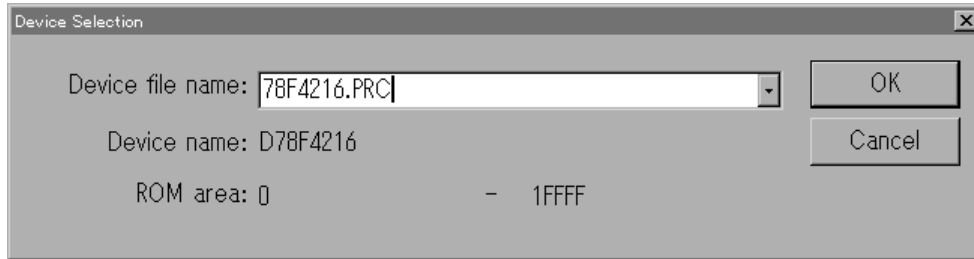 Device Selection
Device file name: 78F4216.PRC OK
Device name: D78F4216 Cancel
ROM area: 0 - 1FFFF